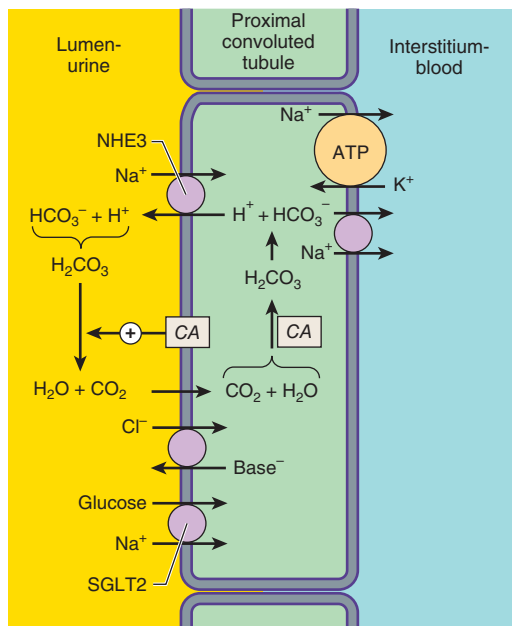 Lumen-
urine
Proximal
convoluted
tubule
Interstitium-
blood
NHE3
Na⁺
Na⁺
ATP
K⁺
HCO₃⁻ + H⁺
H⁺ + HCO₃⁻
Na⁺
H₂CO₃
H₂CO₃
+
CA
CA
H₂O + CO₂
CO₂ + H₂O
Cl⁻
Base⁻
Glucose
Na⁺
SGLT2